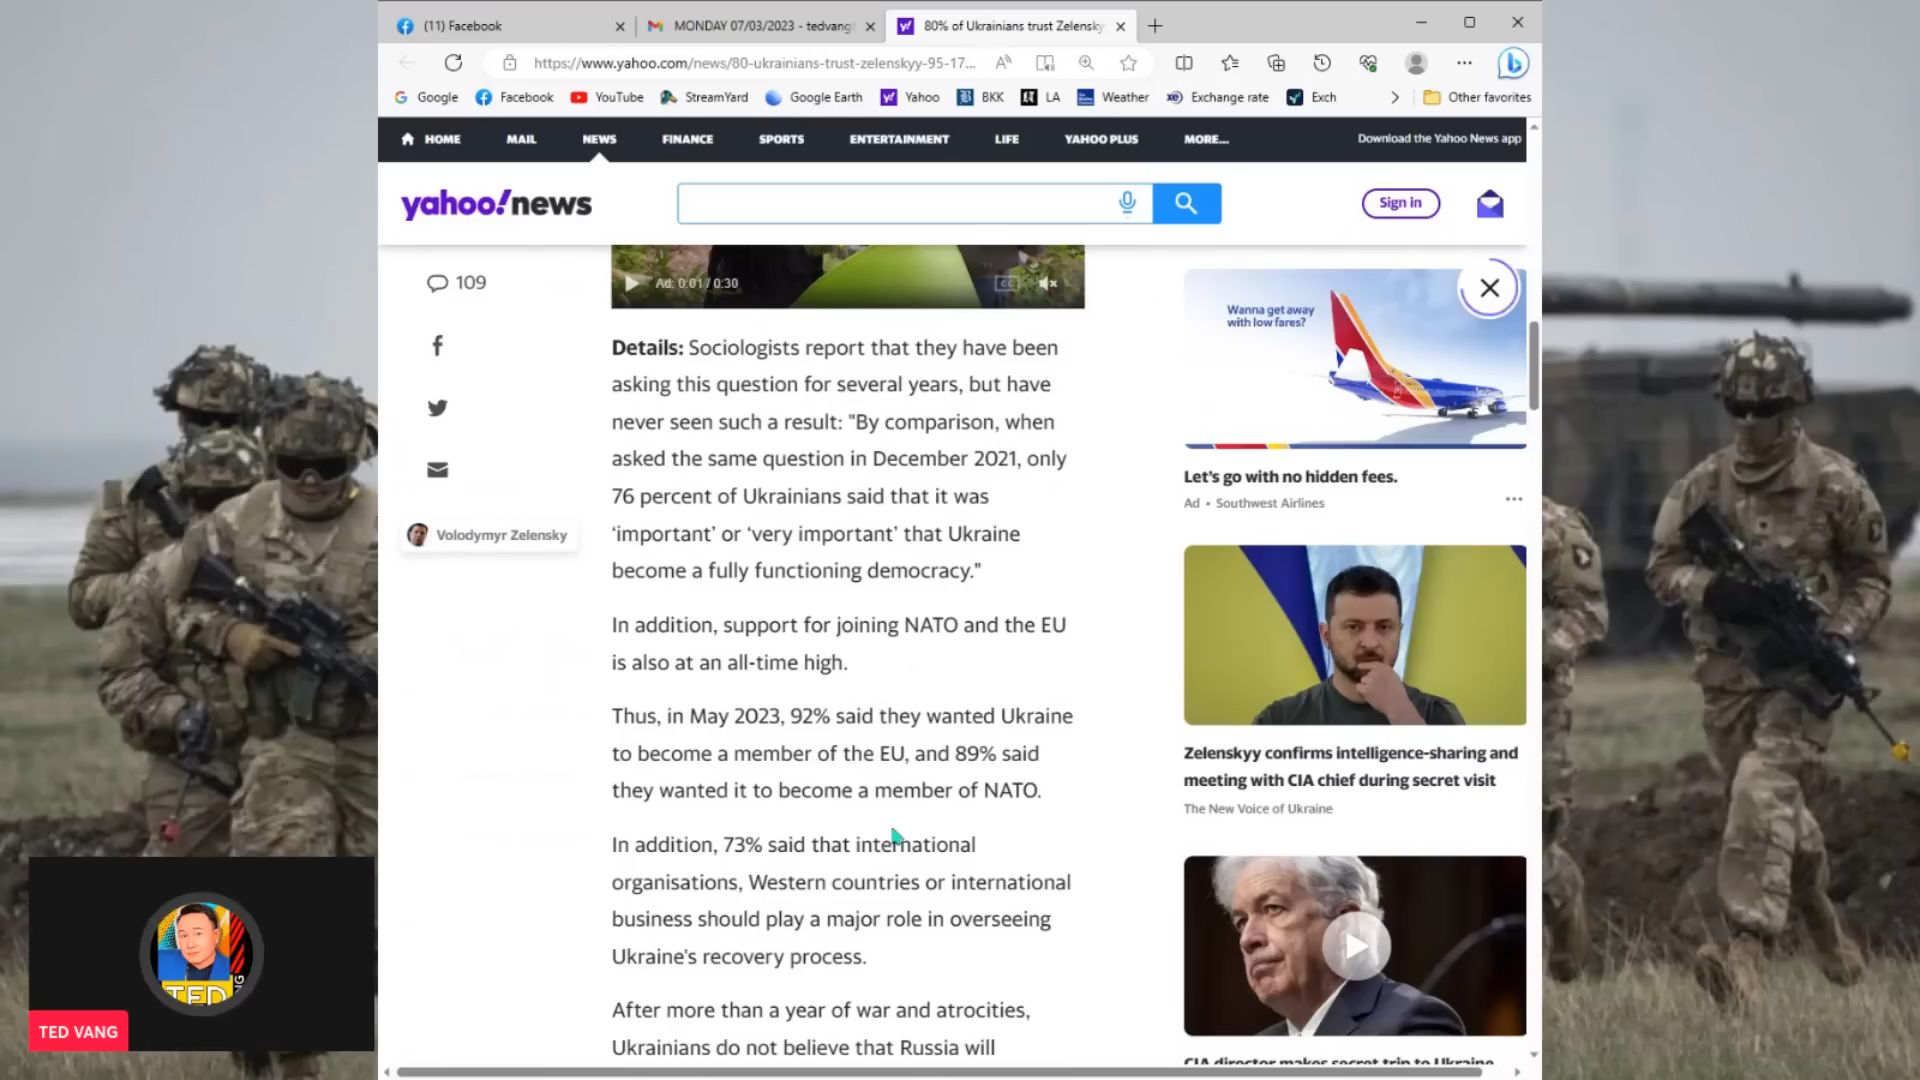 (11) Facebook
MONDAY 07/03/2023 - tedvang
80% of Ukrainians trust Zelensky
https://www.yahoo.com/news/80-ukrainians-trust-zelenskyy-95-17...
Google
Facebook
YouTube
StreamYard
Google Earth
Yahoo
BKK
LA
Weather
Exchange rate
Exch
Other favorites
HOME
MAIL
NEWS
FINANCE
SPORTS
ENTERTAINMENT
LIFE
YAHOO PLUS
MORE...
Download the Yahoo News app
yahoo!news
Sign in
109
Ad: 0:01 / 0:30
CC
Details: Sociologists report that they have been
asking this question for several years, but have
never seen such a result: "By comparison, when
asked the same question in December 2021, only
76 percent of Ukrainians said that it was
‘important’ or ‘very important’ that Ukraine
become a fully functioning democracy."
Volodymyr Zelensky
In addition, support for joining NATO and the EU
is also at an all-time high.
Thus, in May 2023, 92% said they wanted Ukraine
to become a member of the EU, and 89% said
they wanted it to become a member of NATO.
In addition, 73% said that international
organisations, Western countries or international
business should play a major role in overseeing
Ukraine's recovery process.
After more than a year of war and atrocities,
Ukrainians do not believe that Russia will
Wanna get away
with low fares?
Let's go with no hidden fees.
Ad • Southwest Airlines
Zelenskyy confirms intelligence-sharing and
meeting with CIA chief during secret visit
The New Voice of Ukraine
CIA director makes secret trip to Ukraine
TED
TED VANG